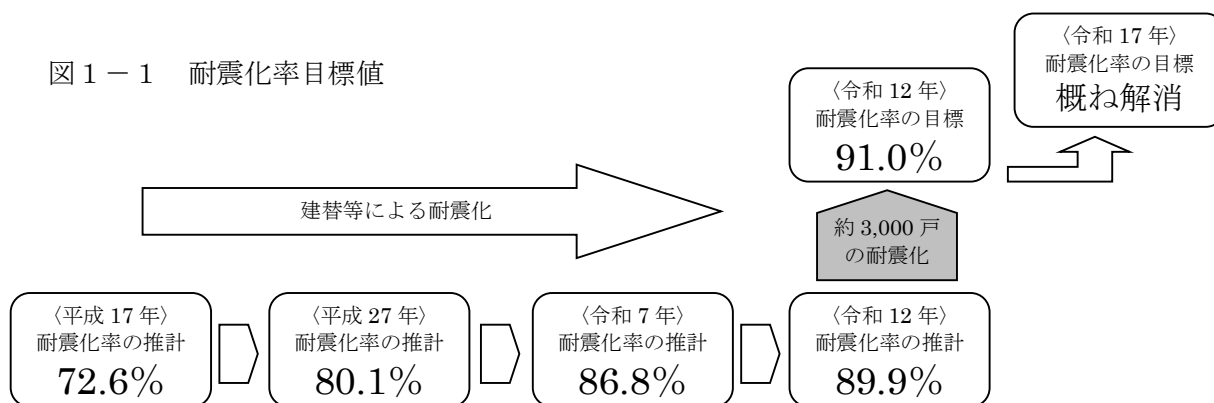 図1－1　耐震化率目標値
〈令和 17 年〉
耐震化率の目標
概ね解消
〈令和 12 年〉
耐震化率の目標
91.0%
建替等による耐震化
約 3,000 戸
の耐震化
〈平成 17 年〉
耐震化率の推計
72.6%
〈平成 27 年〉
耐震化率の推計
80.1%
〈令和 7 年〉
耐震化率の推計
86.8%
〈令和 12 年〉
耐震化率の推計
89.9%